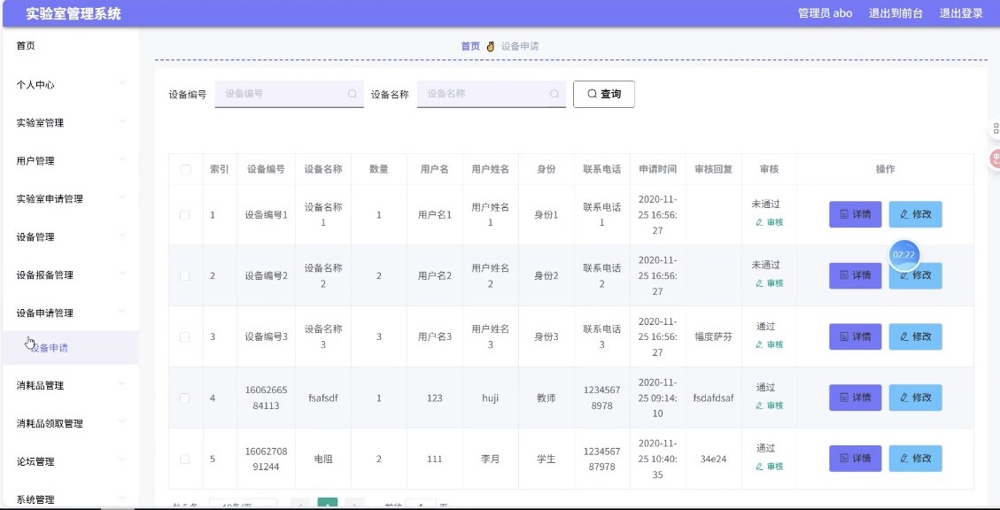 实验室管理系统
管理员 abo 退出到前台 退出登录
首页
个人中心
实验室管理
用户管理
实验室申请管理
设备管理
设备报备管理
设备申请管理
设备申请
消耗品管理
消耗品领取管理
论坛管理
系统管理
首页 设备申请
设备编号 设备编号 设备名称 设备名称 查询
索引 设备编号 设备名称 数量 用户名 用户姓名 身份 联系电话 申请时间 审核回复 审核 操作
1 设备编号1 设备名称1 1 用户名1 用户姓名1 身份1 联系电话1 2020-11-25 16:56:27 未通过 审核 详情 修改
2 设备编号2 设备名称2 2 用户名2 用户姓名2 身份2 联系电话2 2020-11-25 16:56:27 未通过 审核 详情 修改
02:22
3 设备编号3 设备名称3 3 用户名3 用户姓名3 身份3 联系电话3 2020-11-25 16:56:27 幅度萨芬 通过 审核 详情 修改
4 1606266584113 fsafsdf 1 123 huji 教师 12345678978 2020-11-25 09:14:10 fsdafdsaf 通过 审核 详情 修改
5 1606270891244 电阻 2 111 李月 学生 123456787978 2020-11-25 10:40:35 34e24 通过 审核 详情 修改
共 5 条 10条/页 1 前往 1 页